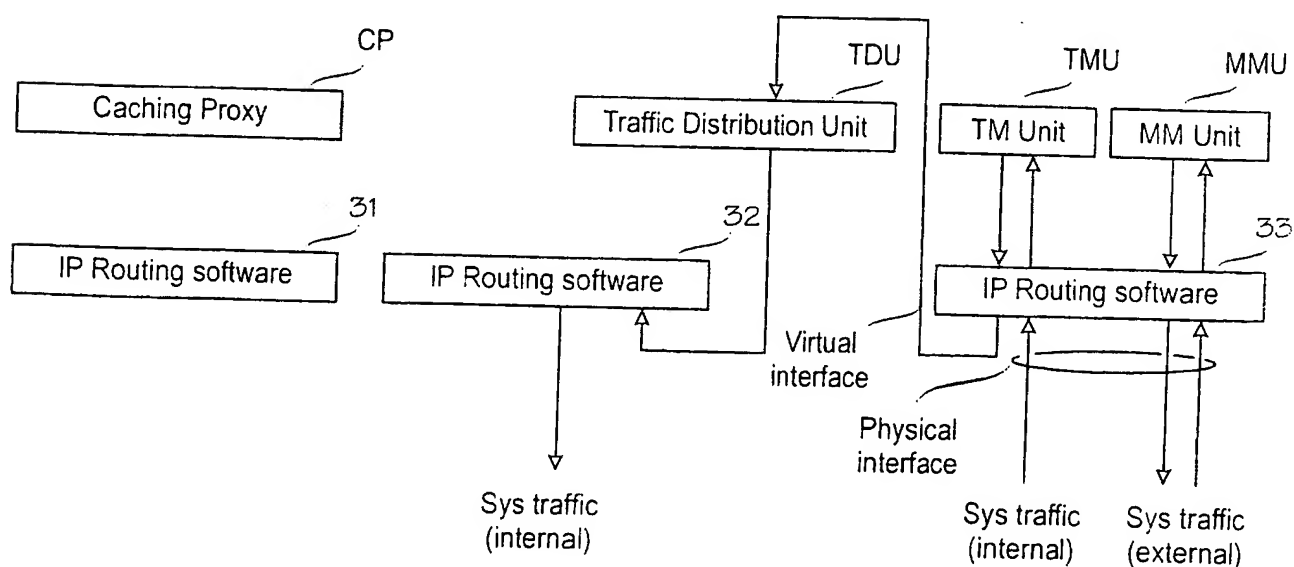 CP
TDU
TMU
MMU
Caching Proxy
Traffic Distribution Unit
TM Unit
MM Unit
31
32
33
IP Routing software
IP Routing software
IP Routing software
Virtual
interface
Physical
interface
Sys traffic
(internal)
Sys traffic
(internal)
Sys traffic
(external)